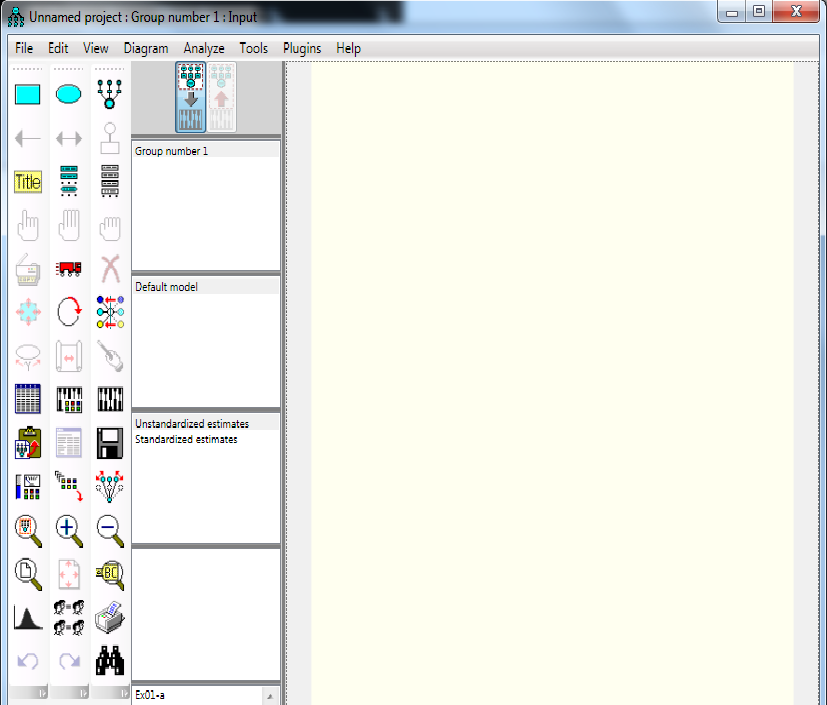 Unnamed project : Group number 1 : Input
File Edit View Diagram Analyze Tools Plugins Help
Group number 1
Title
Default model
Unstandardized estimates
Standardized estimates
BC
Ex01-a